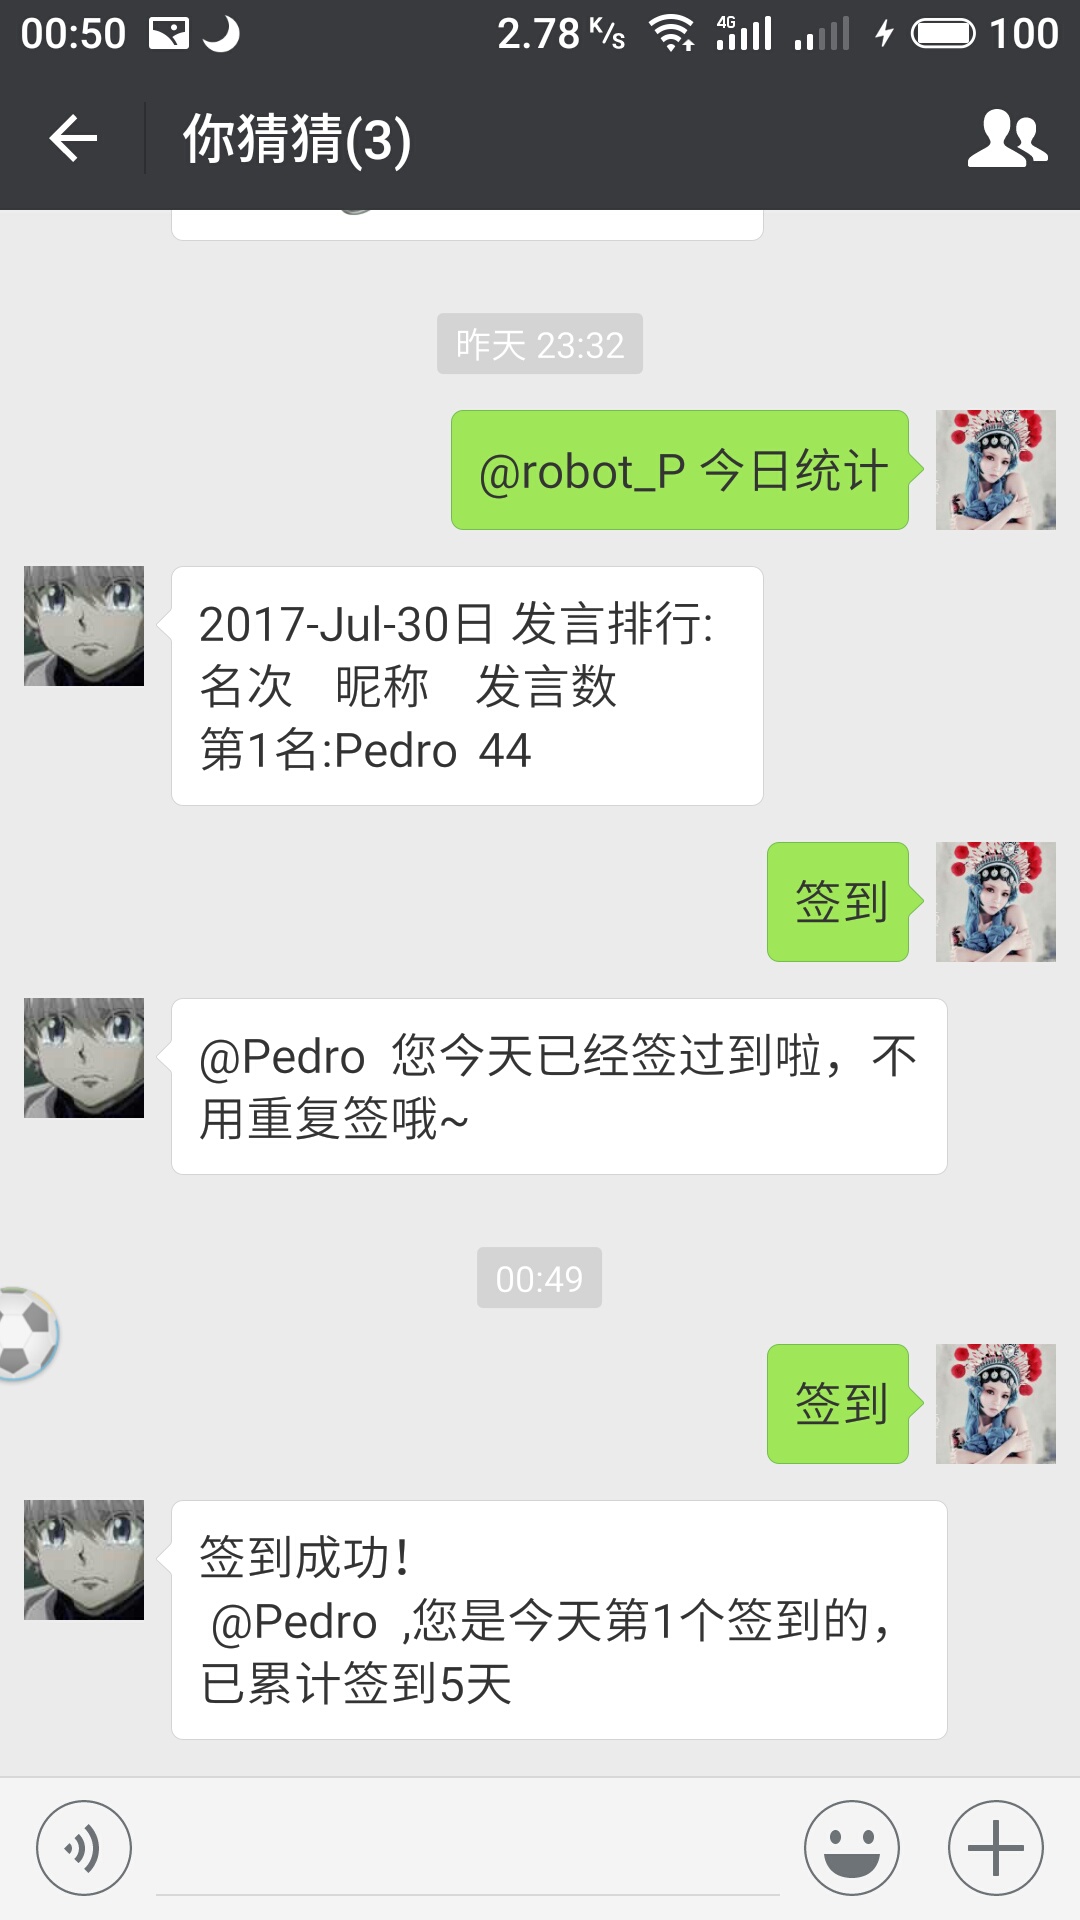 00:50 2.78 K/s 4G 100
你猜猜(3)
昨天 23:32
@robot_P 今日统计
2017-Jul-30日 发言排行:
名次 昵称 发言数
第1名:Pedro 44
签到
@Pedro 您今天已经签过到啦，不
用重复签哦~
00:49
签到
签到成功！
@Pedro ,您是今天第1个签到的，
已累计签到5天